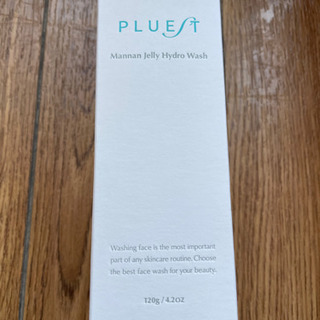 PLUEST
Mannan Jelly Hydro Wash
Washing face is the most important
part of any skincare routine. Choose
the best face wash for your beauty.
120g / 4.2OZ